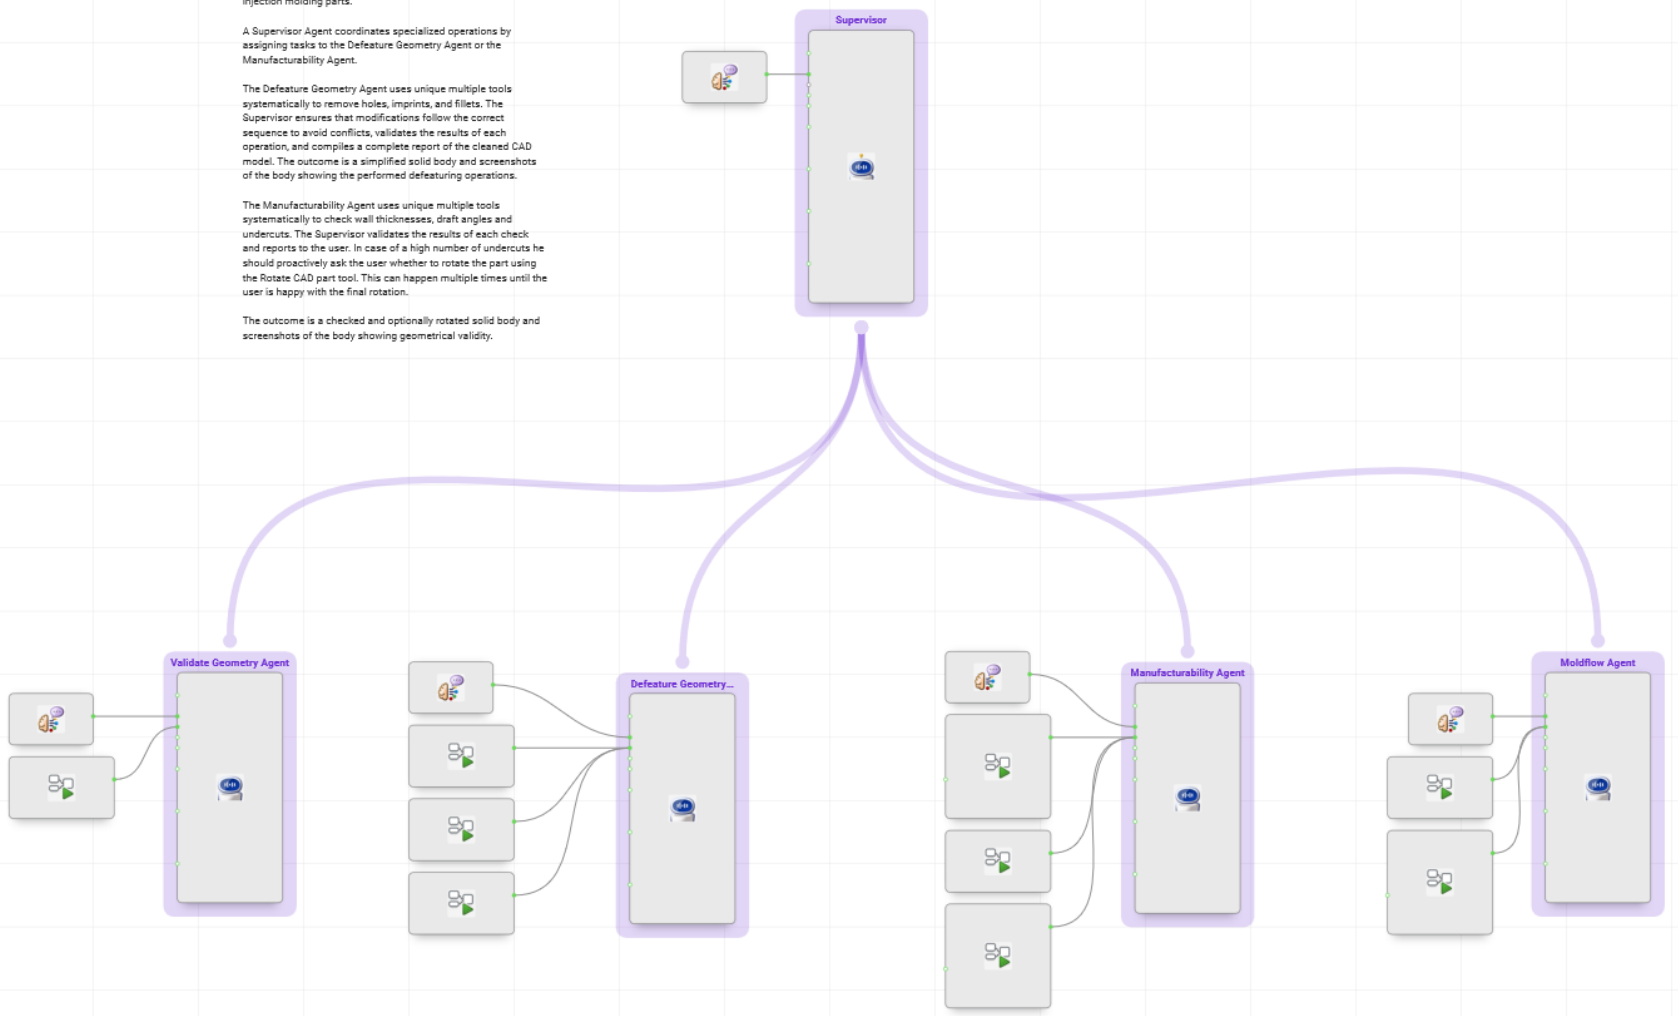 injection molding parts.
A Supervisor Agent coordinates specialized operations by
assigning tasks to the Defeature Geometry Agent or the
Manufacturability Agent.
The Defeature Geometry Agent uses unique multiple tools
systematically to remove holes, imprints, and fillets. The
Supervisor ensures that modifications follow the correct
sequence to avoid conflicts, validates the results of each
operation, and compiles a complete report of the cleaned CAD
model. The outcome is a simplified solid body and screenshots
of the body showing the performed defeaturing operations.
The Manufacturability Agent uses unique multiple tools
systematically to check wall thicknesses, draft angles and
undercuts. The Supervisor validates the results of each check
and reports to the user. In case of a high number of undercuts he
should proactively ask the user whether to rotate the part using
the Rotate CAD part tool. This can happen multiple times until the
user is happy with the final rotation.
The outcome is a checked and optionally rotated solid body and
screenshots of the body showing geometrical validity.
Supervisor
Validate Geometry Agent
Defeature Geometry...
Manufacturability Agent
Moldflow Agent